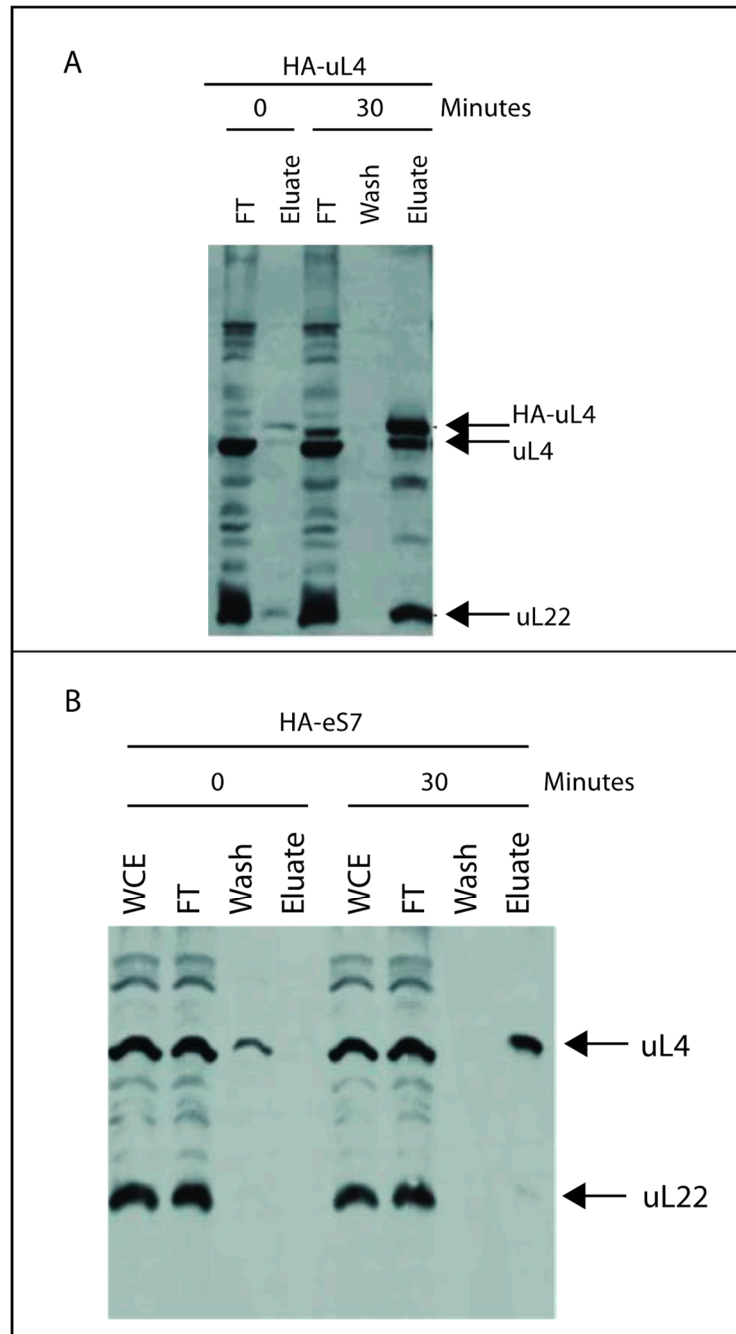 A
HA-uL4
0 30 Minutes
FT Eluate FT Wash Eluate
HA-uL4
uL4
uL22
B
HA-eS7
0 30 Minutes
WCE FT Wash Eluate WCE FT Wash Eluate
uL4
uL22